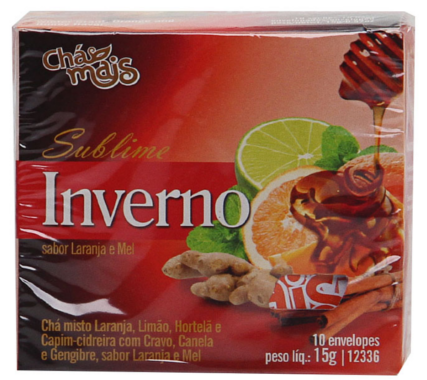 Chá
mais
Sublime
Inverno
sabor Laranja e Mel
Chá misto Laranja, Limão, Hortelã e
Capim-cidreira com Cravo, Canela
e Gengibre, sabor Laranja e Mel
10 envelopes
peso líq.: 15g | 12336